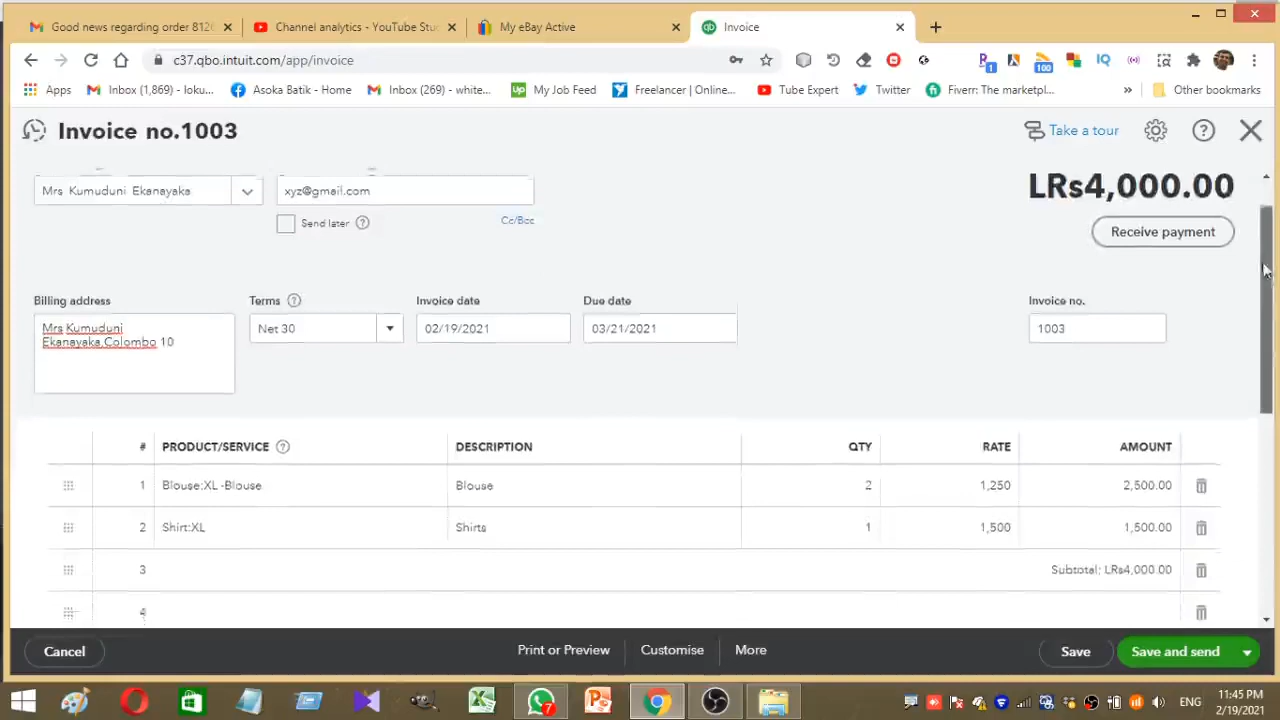 Good news regarding order 8120
Channel analytics - YouTube Stu
My eBay Active
Invoice
c37.qbo.intuit.com/app/invoice
1
100
IQ
Apps
Inbox (1,869) - loku...
Asoka Batik - Home
Inbox (269) - white...
Up My Job Feed
Freelancer | Online...
Tube Expert
Twitter
Fiverr: The marketpl...
»
Other bookmarks
Invoice no.1003
Take a tour
Mrs Kumuduni Ekanayaka
xyz@gmail.com
LRs4,000.00
Send later
Cc/Bcc
Receive payment
Billing address
Terms
Invoice date
Due date
Invoice no.
Mrs Kumuduni
Ekanayaka,Colombo 10
Net 30
02/19/2021
03/21/2021
1003
# PRODUCT/SERVICE DESCRIPTION QTY RATE AMOUNT
1 Blouse:XL -Blouse Blouse 2 1,250 2,500.00
2 Shirt:XL Shirts 1 1,500 1,500.00
3 Subtotal: LRs4,000.00
4
Cancel
Print or Preview
Customise
More
Save
Save and send
7
ENG
11:45 PM
2/19/2021